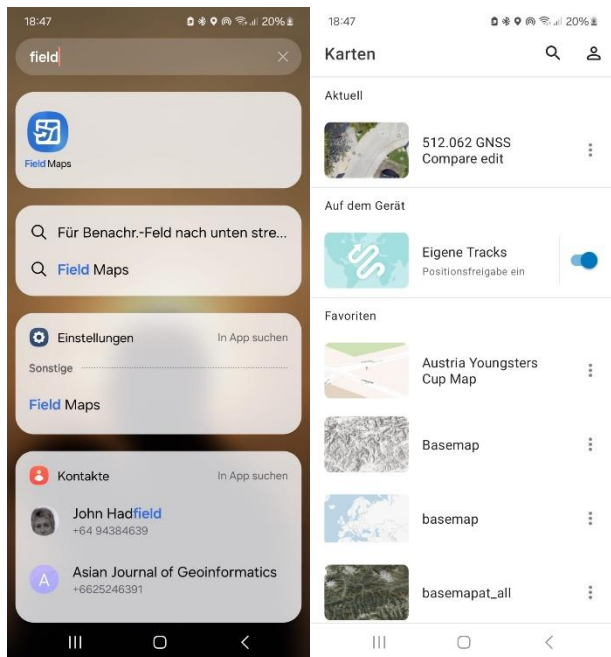 18:47
20%
field
Field Maps
Für Benachr.-Feld nach unten stre...
Field Maps
Einstellungen
In App suchen
Sonstige
Field Maps
Kontakte
In App suchen
John Hadfield
+64 94384639
A
Asian Journal of Geoinformatics
+6625246391
18:47
20%
Karten
Aktuell
512.062 GNSS
Compare edit
Auf dem Gerät
Eigene Tracks
Positionsfreigabe ein
Favoriten
Austria Youngsters
Cup Map
Basemap
basemap
basemapat_all